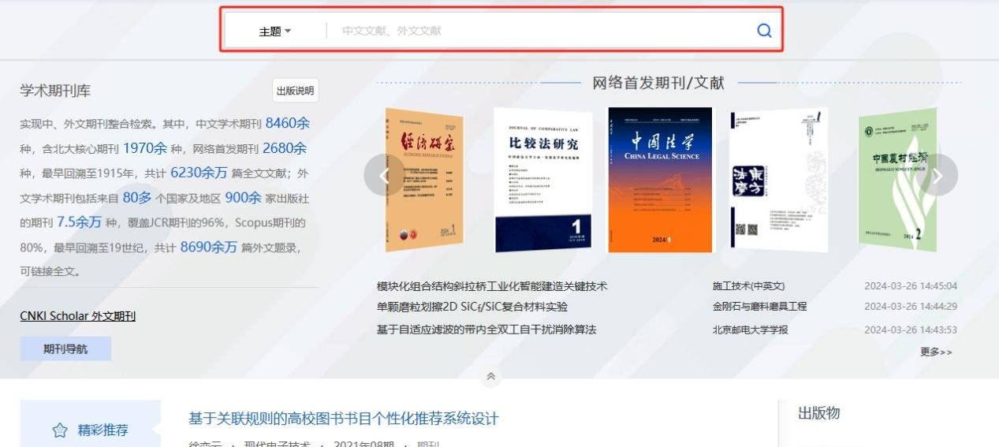 主题
中文文献、外文文献
学术期刊库
出版说明
实现中、外文期刊整合检索。其中，中文学术期刊 8460余
种，含北大核心期刊 1970余 种，网络首发期刊 2680余
种，最早回溯至1915年，共计 6230余万 篇全文文献；外
文学术期刊包括来自 80多 个国家及地区 900余 家出版社
的期刊 7.5余万 种，覆盖JCR期刊的96%，Scopus期刊的
80%，最早回溯至19世纪，共计 8690余万 篇外文题录，
可链接全文。
CNKI Scholar 外文期刊
期刊导航
网络首发期刊/文献
经济研究
ECONOMIC RESEARCH JOURNAL
2024 1
JOURNAL OF COMPARATIVE LAW
比较法研究
1
中国法学
CHINA LEGAL SCIENCE
2024/1
东方法学
中国农村经济
ZHONGGUO NONGCUN JINGJI
2024 2
模块化组合结构斜拉桥工业化智能建造关键技术 施工技术(中英文) 2024-03-26 14:45:04
单颗磨粒划擦2D SiCf/SiC复合材料实验 金刚石与磨料磨具工程 2024-03-26 14:44:29
基于自适应滤波的带内全双工自干扰消除算法 北京邮电大学学报 2024-03-26 14:43:53
更多>>
精彩推荐
基于关联规则的高校图书书目个性化推荐系统设计
现代电子技术 · 2021年08期 · 期刊
出版物